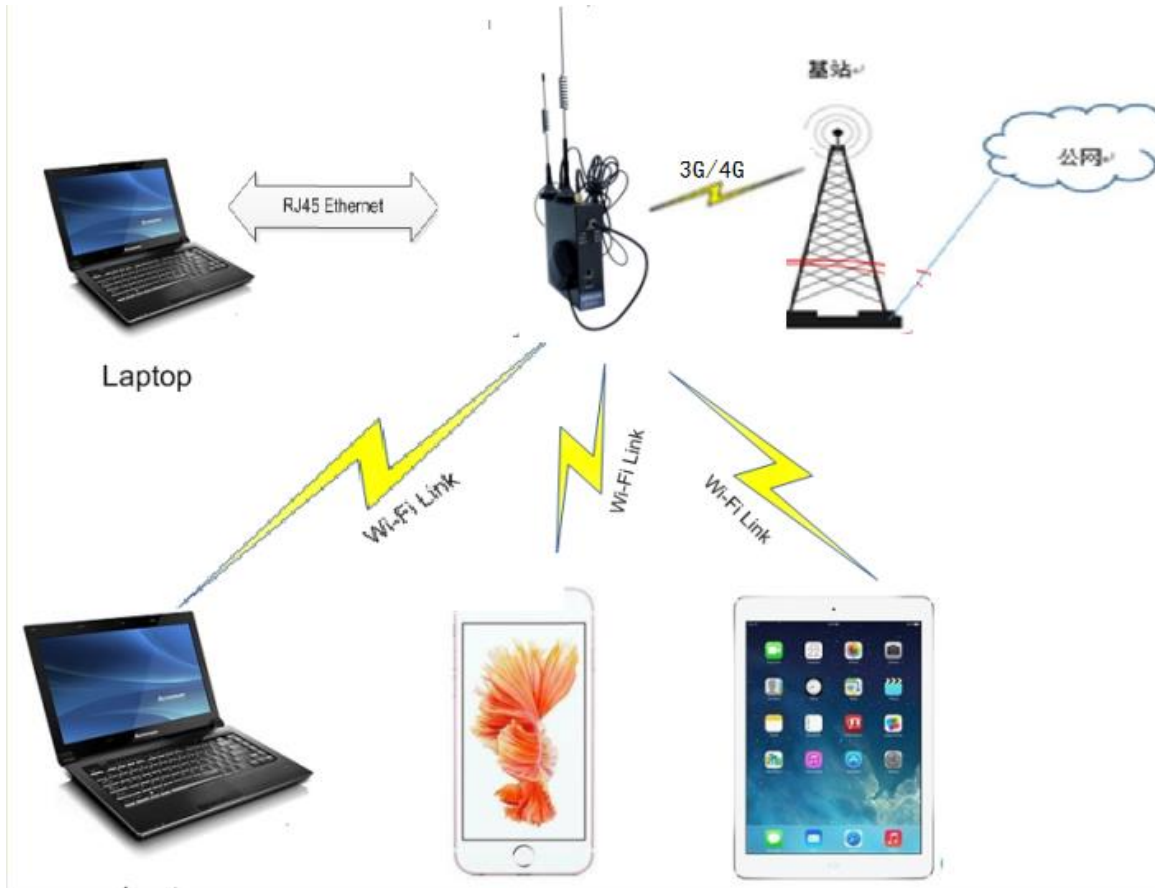 基站
公网
3G/4G
RJ45 Ethernet
Laptop
Wi-Fi Link
Wi-Fi Link
Wi-Fi Link